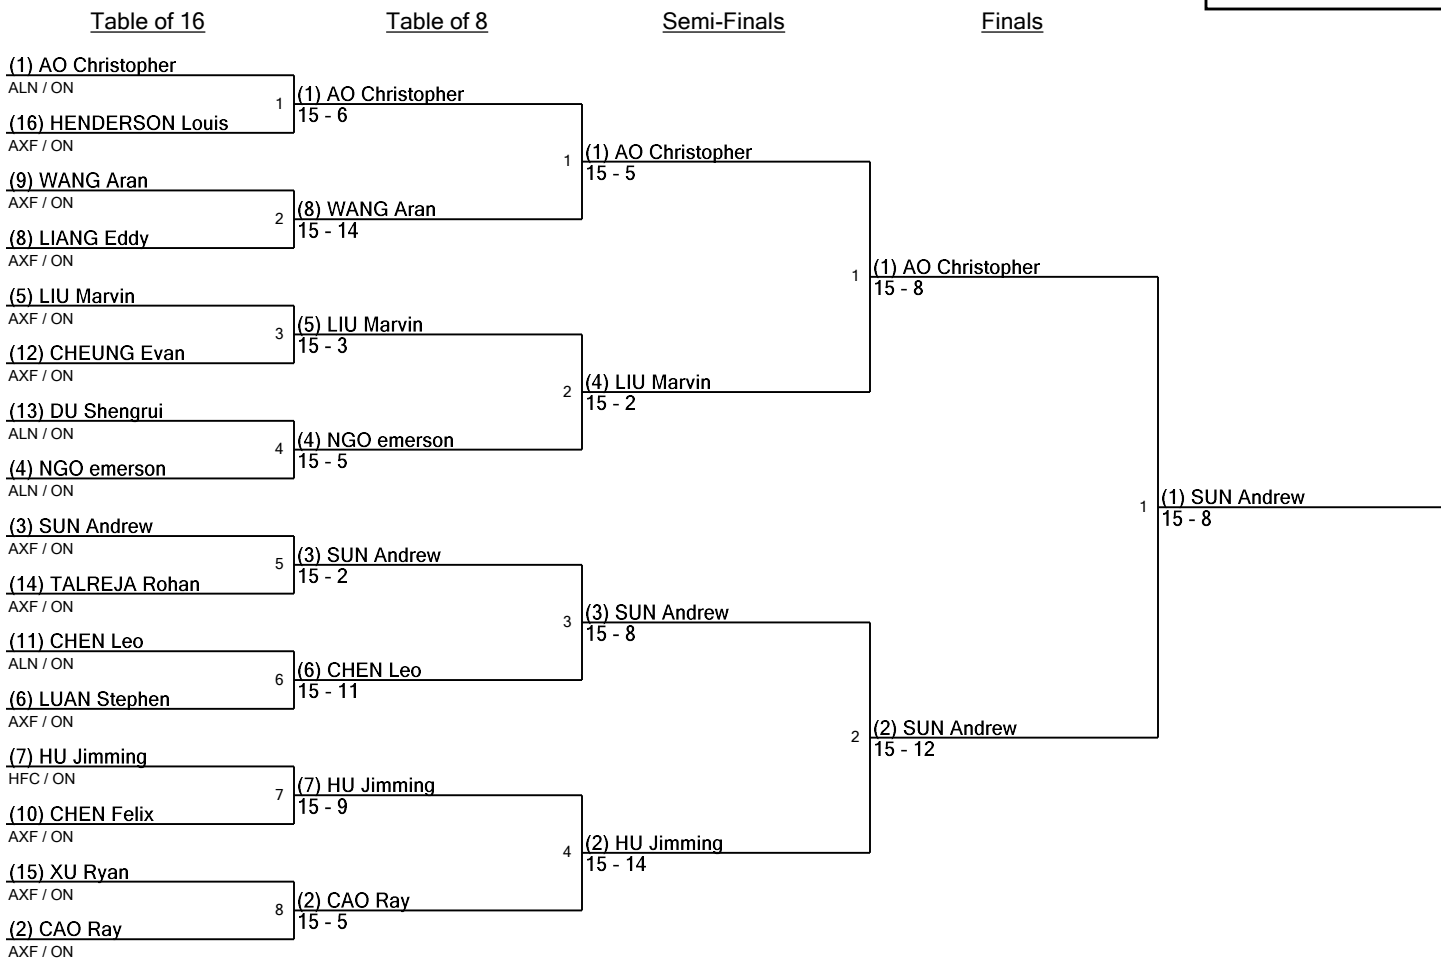 Table of 16
Table of 8
Semi-Finals
Finals
(1) AO Christopher
ALN / ON
1
(16) HENDERSON Louis
AXF / ON
(9) WANG Aran
AXF / ON
2
(8) LIANG Eddy
AXF / ON
(5) LIU Marvin
AXF / ON
3
(12) CHEUNG Evan
AXF / ON
(13) DU Shengrui
ALN / ON
4
(4) NGO emerson
ALN / ON
(3) SUN Andrew
AXF / ON
5
(14) TALREJA Rohan
AXF / ON
(11) CHEN Leo
ALN / ON
6
(6) LUAN Stephen
AXF / ON
(7) HU Jimming
HFC / ON
7
(10) CHEN Felix
AXF / ON
(15) XU Ryan
AXF / ON
8
(2) CAO Ray
AXF / ON
(1) AO Christopher
15 - 6
1
(8) WANG Aran
15 - 14
(5) LIU Marvin
15 - 3
2
(4) NGO emerson
15 - 5
(3) SUN Andrew
15 - 2
3
(6) CHEN Leo
15 - 11
(7) HU Jimming
15 - 9
4
(2) CAO Ray
15 - 5
(1) AO Christopher
15 - 5
1
(4) LIU Marvin
15 - 2
(3) SUN Andrew
15 - 8
2
(2) HU Jimming
15 - 14
(1) AO Christopher
15 - 8
1
(2) SUN Andrew
15 - 12
(1) SUN Andrew
15 - 8